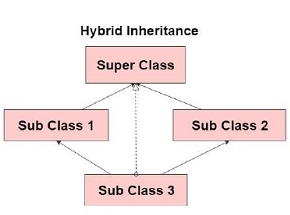 Hybrid Inheritance
Super Class
Sub Class 1
Sub Class 2
Sub Class 3